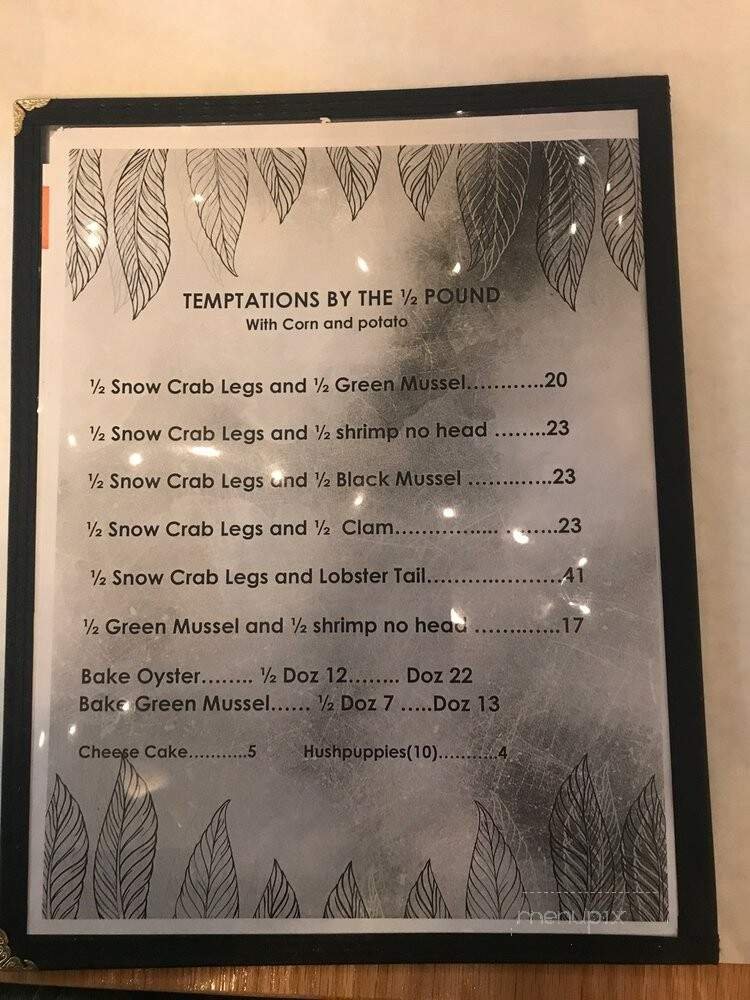 TEMPTATIONS BY THE ½ POUND
With Corn and potato
½ Snow Crab Legs and ½ Green Mussel............20
½ Snow Crab Legs and ½ shrimp no head ........23
½ Snow Crab Legs and ½ Black Mussel .............23
½ Snow Crab Legs and ½ Clam................. ........23
½ Snow Crab Legs and Lobster Tail.....................41
½ Green Mussel and ½ shrimp no head .............17
Bake Oyster........ ½ Doz 12........ Doz 22
Bake Green Mussel...... ½ Doz 7 .....Doz 13
Cheese Cake...........5 Hushpuppies(10)...........4
menupix